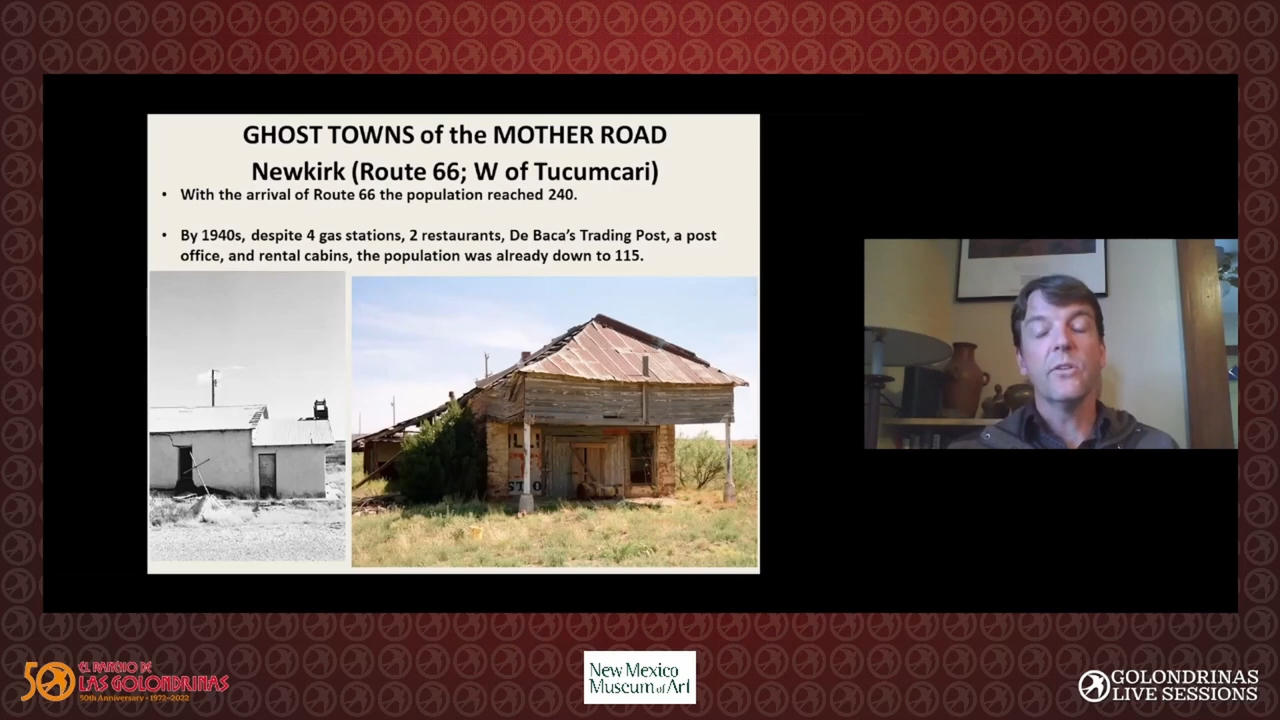 GHOST TOWNS of the MOTHER ROAD
Newkirk (Route 66; W of Tucumcari)
• With the arrival of Route 66 the population reached 240.
• By 1940s, despite 4 gas stations, 2 restaurants, De Baca's Trading Post, a post
office, and rental cabins, the population was already down to 115.
STO
50 EL RANCHO DE
LAS GOLONDRINAS
50th Anniversary • 1972-2022
New Mexico
Museum of Art
GOLONDRINAS
LIVE SESSIONS